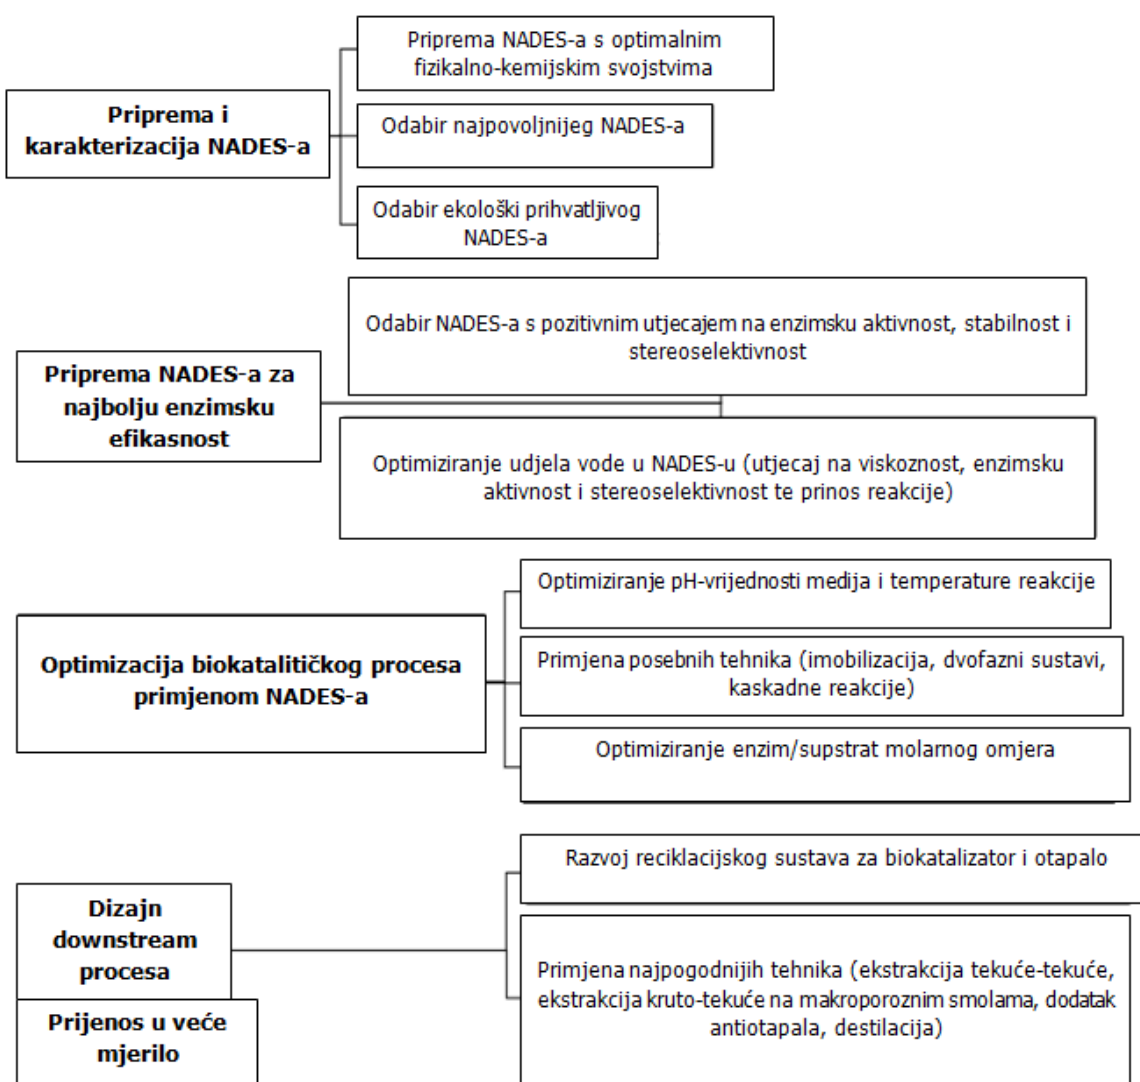 Priprema NADES-a s optimalnim
fizikalno-kemijskim svojstvima
Priprema i
karakterizacija NADES-a
Odabir najpovoljnijeg NADES-a
Odabir ekološki prihvatljivog
NADES-a
Odabir NADES-a s pozitivnim utjecajem na enzimsku aktivnost, stabilnost i
stereoselektivnost
Priprema NADES-a za
najbolju enzimsku
efikasnost
Optimiziranje udjela vode u NADES-u (utjecaj na viskoznost, enzimsku
aktivnost i stereoselektivnost te prinos reakcije)
Optimiziranje pH-vrijednosti medija i temperature reakcije
Optimizacija biokatalitičkog procesa
primjenom NADES-a
Primjena posebnih tehnika (imobilizacija, dvofazni sustavi,
kaskadne reakcije)
Optimiziranje enzim/supstrat molarnog omjera
Razvoj reciklacijskog sustava za biokatalizator i otapalo
Dizajn
downstream
procesa
Primjena najpogodnijih tehnika (ekstrakcija tekuće-tekuće,
ekstrakcija kruto-tekuće na makroporoznim smolama, dodatak
antiotapala, destilacija)
Prijenos u veće
mjerilo